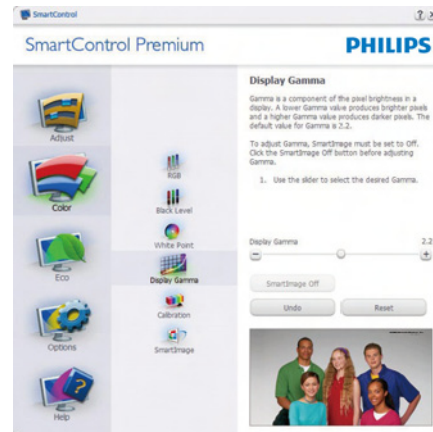 SmartControl
SmartControl Premium
PHILIPS
Adjust
Color
Eco
Options
Help
RGB
Black Level
White Point
Display Gamma
Calibration
SmartImage
Display Gamma
Gamma is a component of the pixel brightness in a
display. A lower Gamma value produces brighter pixels
and a higher Gamma value produces darker pixels. The
default value for Gamma is 2.2.
To adjust Gamma, SmartImage must be set to Off.
Click the SmartImage Off button before adjusting
Gamma.
1. Use the slider to select the desired Gamma.
Display Gamma 2.2
SmartImage Off
Undo Reset